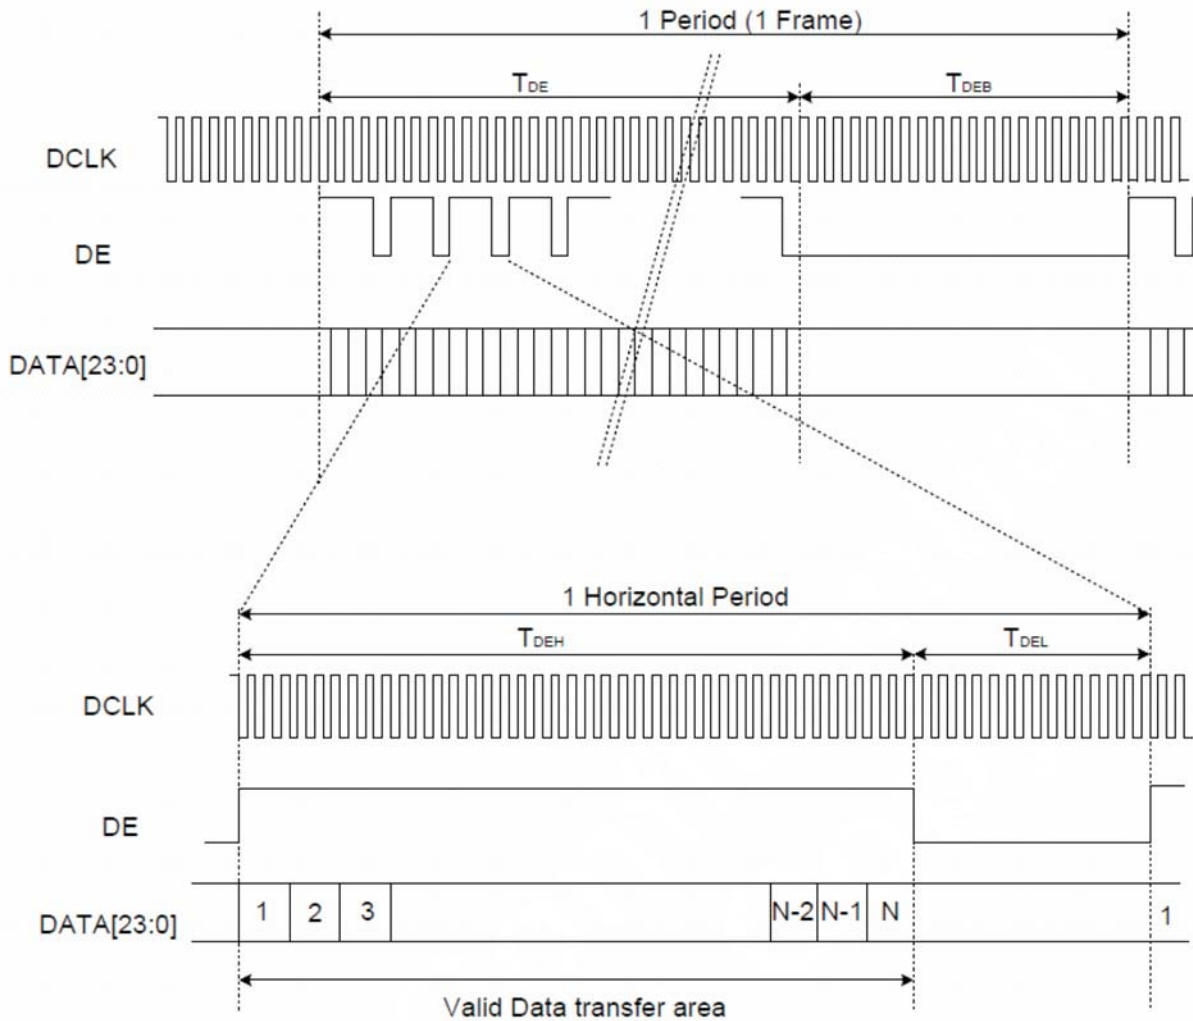 1 Period (1 Frame)
TDE
TDEB
DCLK
DE
DATA[23:0]
1 Horizontal Period
TDEH
TDEL
DCLK
DE
DATA[23:0]
1 2 3 N-2 N-1 N 1
Valid Data transfer area